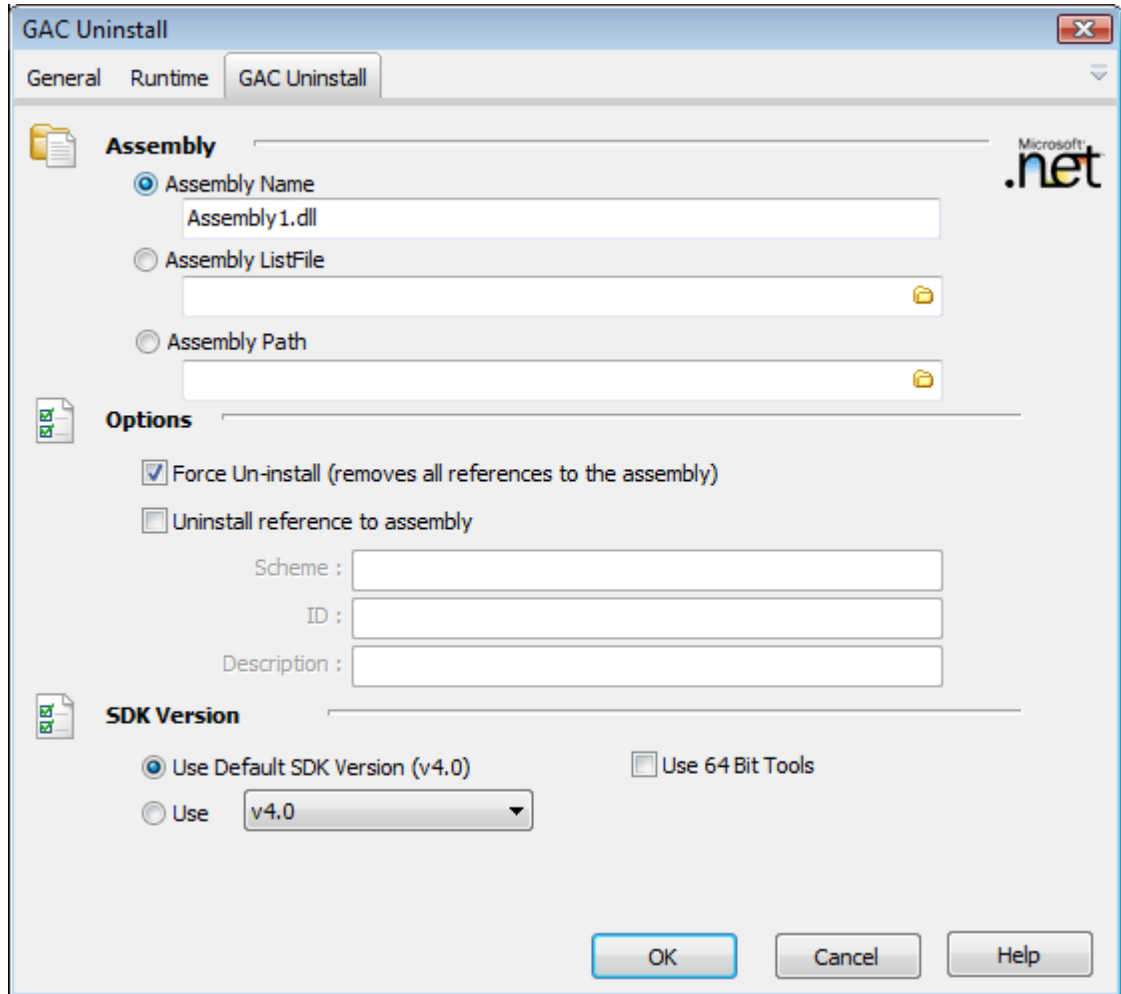 GAC Uninstall
General Runtime GAC Uninstall
Assembly
Microsoft
.net
Assembly Name
Assembly1.dll
Assembly ListFile
Assembly Path
Options
Force Un-install (removes all references to the assembly)
Uninstall reference to assembly
Scheme :
ID :
Description :
SDK Version
Use Default SDK Version (v4.0) Use 64 Bit Tools
Use v4.0
OK Cancel Help